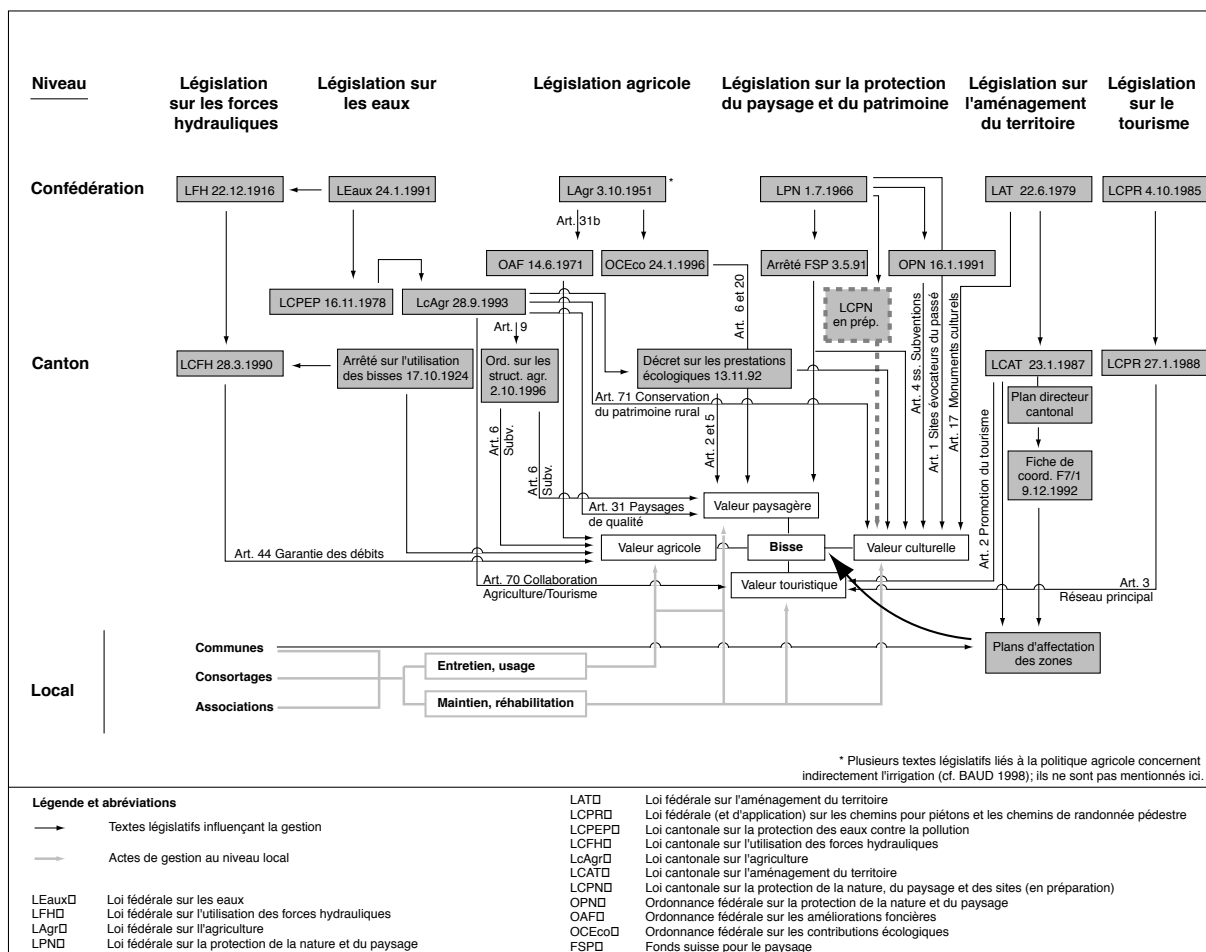 Niveau
Législation
sur les forces
hydrauliques
Législation sur
les eaux
Législation agricole
Législation sur la protection
du paysage et du patrimoine
Législation sur
l'aménagement
du territoire
Législation
sur le
tourisme
Confédération
LFH 22.12.1916
LEaux 24.1.1991
LAgr 3.10.1951
*
LPN 1.7.1966
LAT 22.6.1979
LCPR 4.10.1985
Art. 31b
OAF 14.6.1971
OCEco 24.1.1996
Arrêté FSP 3.5.91
OPN 16.1.1991
LCPEP 16.11.1978
LcAgr 28.9.1993
LCPN
en prép.
Art. 9
Art. 6 et 20
Art. 4 ss. Subventions
Art. 1 Sites évocateurs du passé
Art. 17 Monuments culturels
Canton
LCFH 28.3.1990
Arrêté sur l'utilisation
des bisses 17.10.1924
Ord. sur les
struct. agr.
2.10.1996
Décret sur les prestations
écologiques 13.11.92
LCAT 23.1.1987
LCPR 27.1.1988
Plan directeur
cantonal
Art. 71 Conservation
du patrimoine rural
Art. 6
Subv.
Art. 6
Subv.
Art. 2 et 5
Fiche de
coord. F7/1
9.12.1992
Art. 2 Promotion du tourisme
Valeur paysagère
Art. 31 Paysages
de qualité
Valeur agricole
Bisse
Valeur culturelle
Art. 44 Garantie des débits
Art. 70 Collaboration
Agriculture/Tourisme
Valeur touristique
Art. 3
Réseau principal
Local
Communes
Consortages
Associations
Entretien, usage
Maintien, réhabilitation
Plans d'affectation
des zones
* Plusieurs textes législatifs liés à la politique agricole concernent
indirectement l'irrigation (cf. BAUD 1998); ils ne sont pas mentionnés ici.
Légende et abréviations
Textes législatifs influençant la gestion
Actes de gestion au niveau local
LEaux□ Loi fédérale sur les eaux
LFH□ Loi fédérale sur l'utilisation des forces hydrauliques
LAgr□ Loi fédérale sur ll'agriculture
LPN□ Loi fédérale sur la protection de la nature et du paysage
LAT□ Loi fédérale sur l'aménagement du territoire
LCPR□ Loi fédérale (et d'application) sur les chemins pour piétons et les chemins de randonnée pédestre
LCPEP□ Loi cantonale sur la protection des eaux contre la pollution
LCFH□ Loi cantonale sur l'utilisation des forces hydrauliques
LcAgr□ Loi cantonale sur l'agriculture
LCAT□ Loi cantonale sur l'aménagement du territoire
LCPN□ Loi cantonale sur la protection de la nature, du paysage et des sites (en préparation)
OPN□ Ordonnance fédérale sur la protection de la nature et du paysage
OAF□ Ordonnance fédérale sur les améliorations foncières
OCEco□ Ordonnance fédérale sur les contributions écologiques
FSP□ Fonds suisse pour le paysage